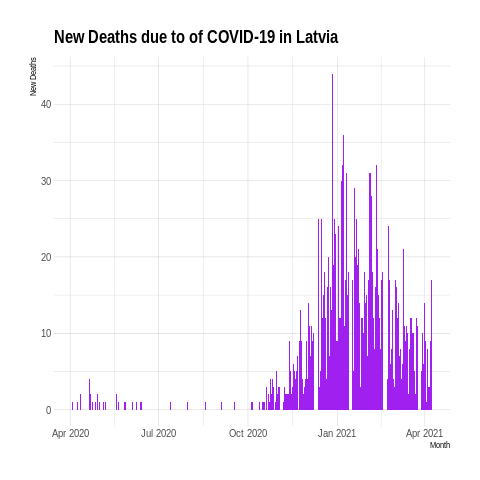 New Deaths due to of COVID-19 in Latvia
New Deaths
40
30
20
10
0
Apr 2020 Jul 2020 Oct 2020 Jan 2021 Apr 2021
Month